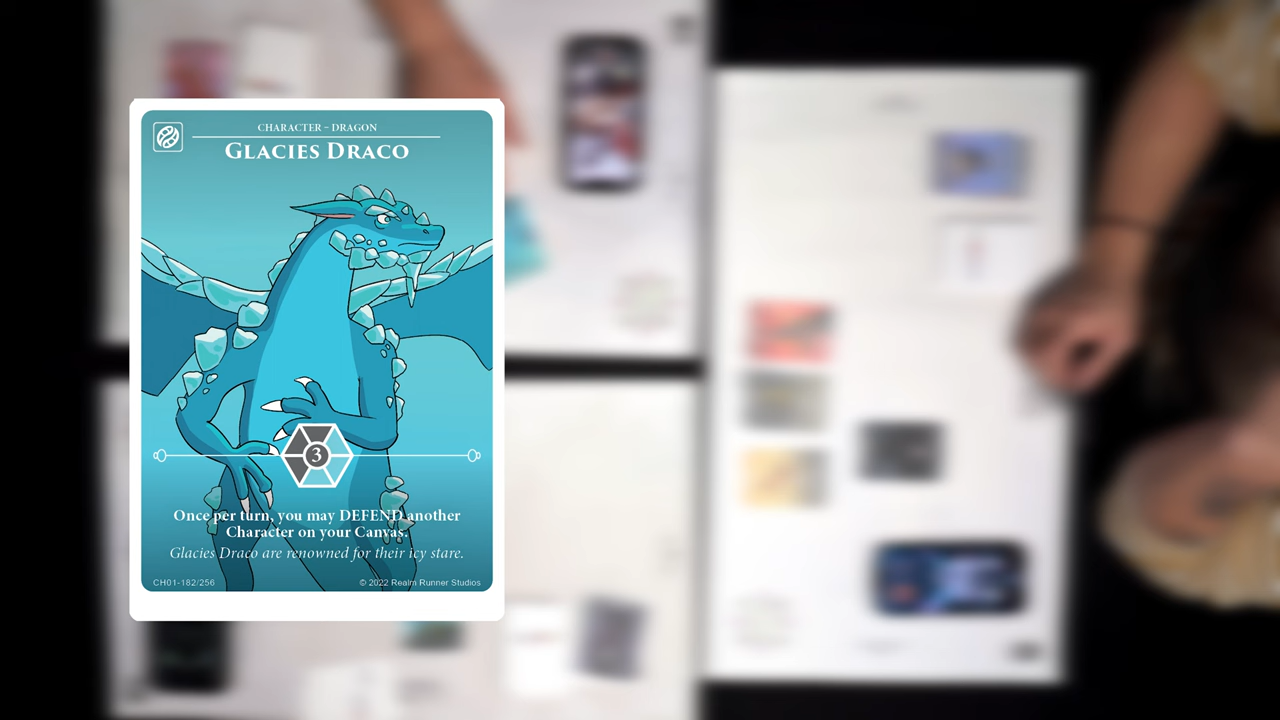 CHARACTER – DRAGON
GLACIES DRACO
3
Once per turn, you may DEFEND another
Character on your Canvas.
Glacies Draco are renowned for their icy stare.
CH01-182/256
© 2022 Realm Runner Studios